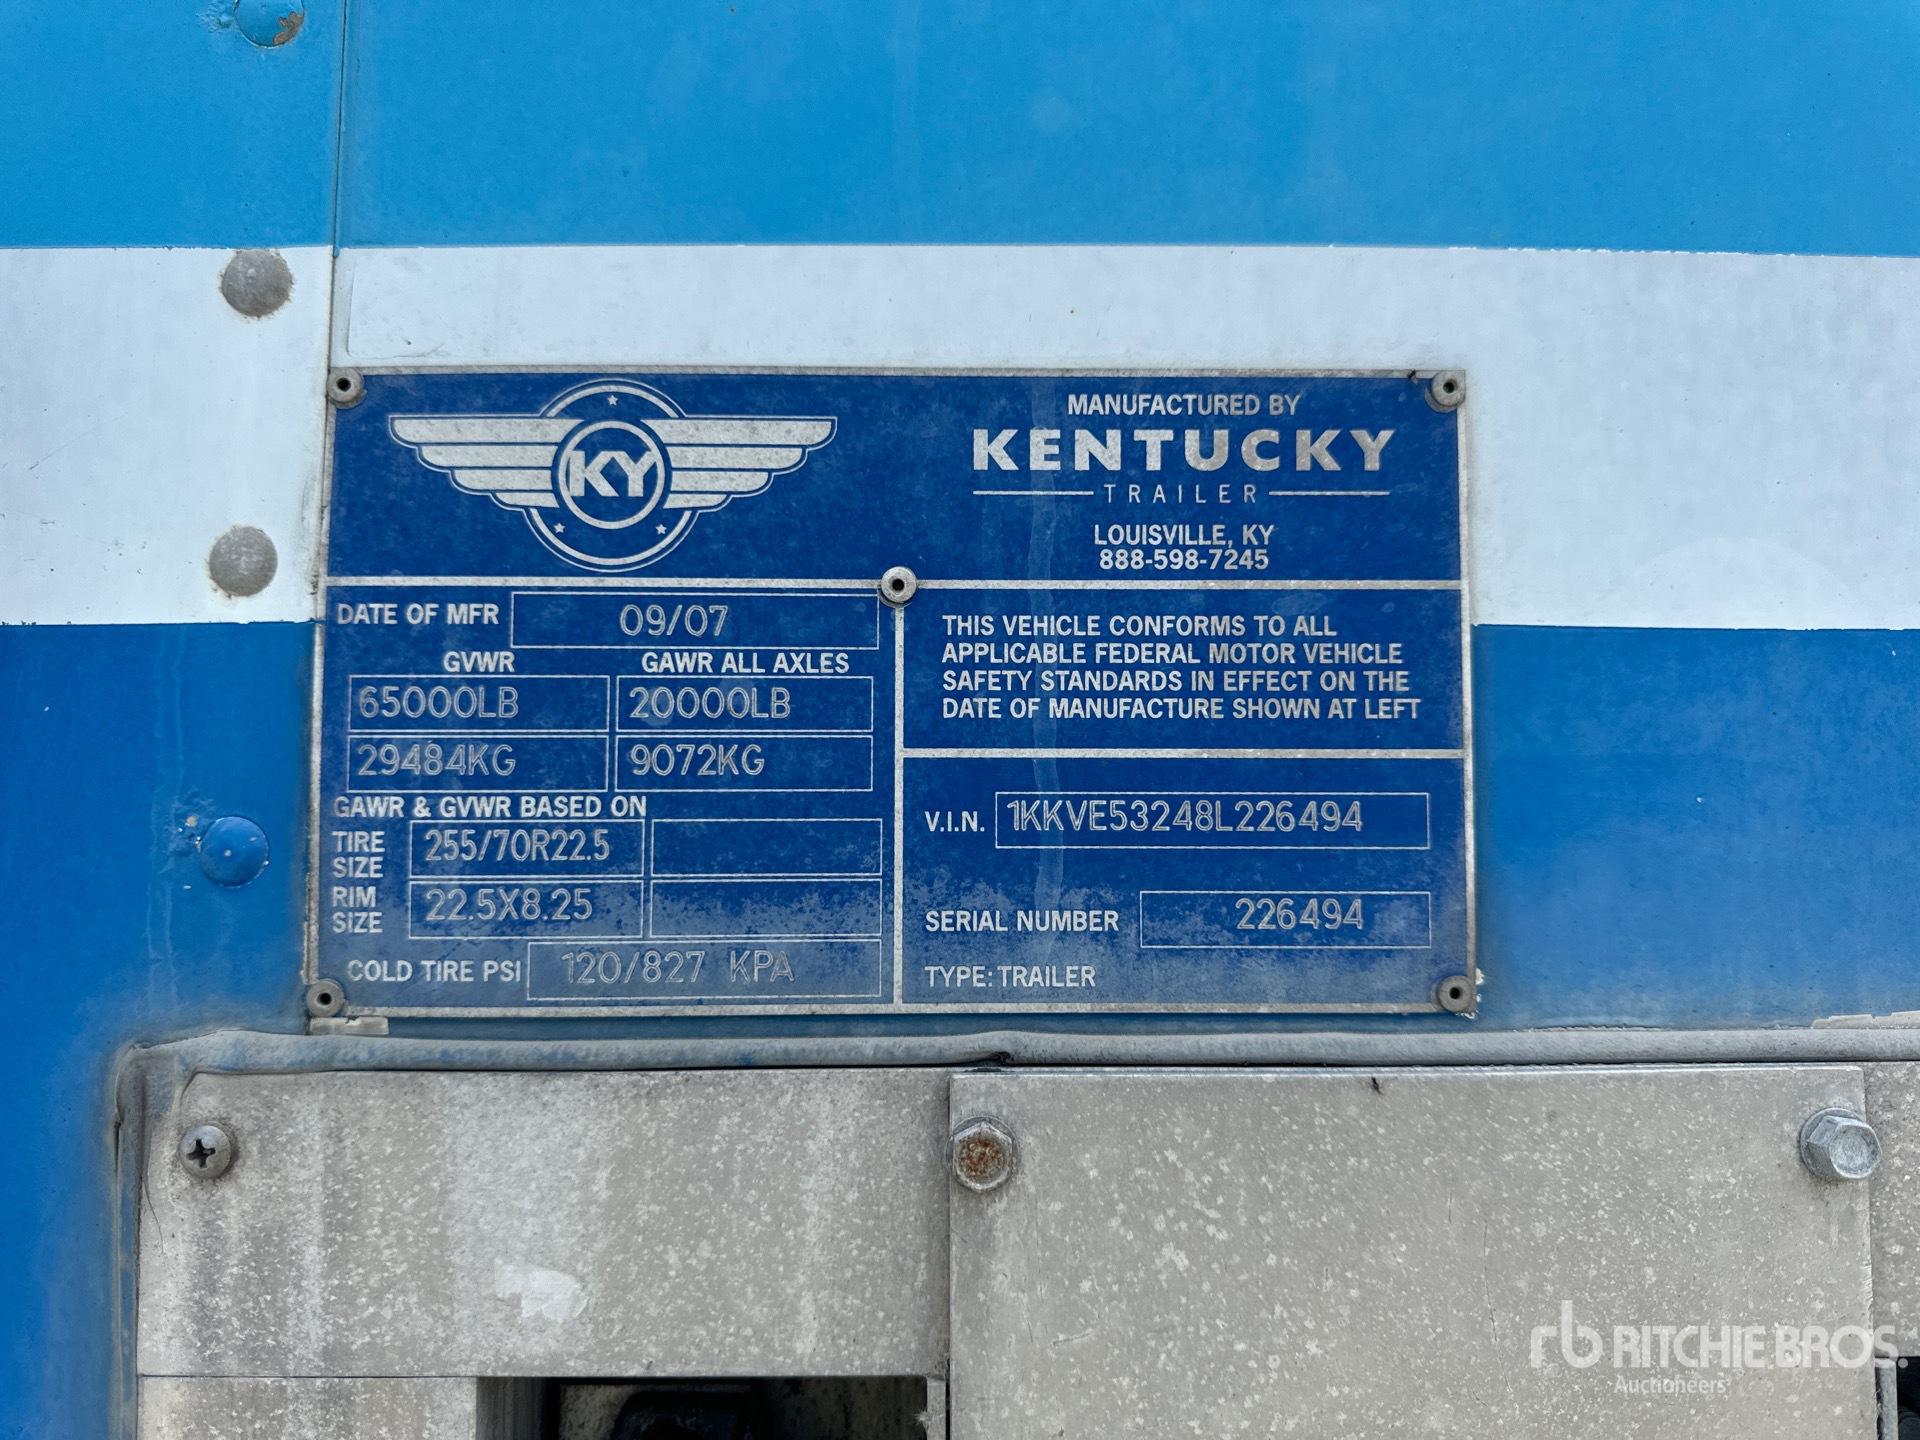 KY
MANUFACTURED BY
KENTUCKY
TRAILER
LOUISVILLE, KY
888-598-7245
DATE OF MFR 09/07
GVWR GAWR ALL AXLES
65000LB 20000LB
29484KG 9072KG
GAWR & GVWR BASED ON
TIRE SIZE 255/70R22.5
RIM SIZE 22.5X8.25
COLD TIRE PSI 120/827 KPA
THIS VEHICLE CONFORMS TO ALL
APPLICABLE FEDERAL MOTOR VEHICLE
SAFETY STANDARDS IN EFFECT ON THE
DATE OF MANUFACTURE SHOWN AT LEFT
V.I.N. 1KKVE53248L226494
SERIAL NUMBER 226494
TYPE: TRAILER
rb RITCHIE BROS.
Auctioneers